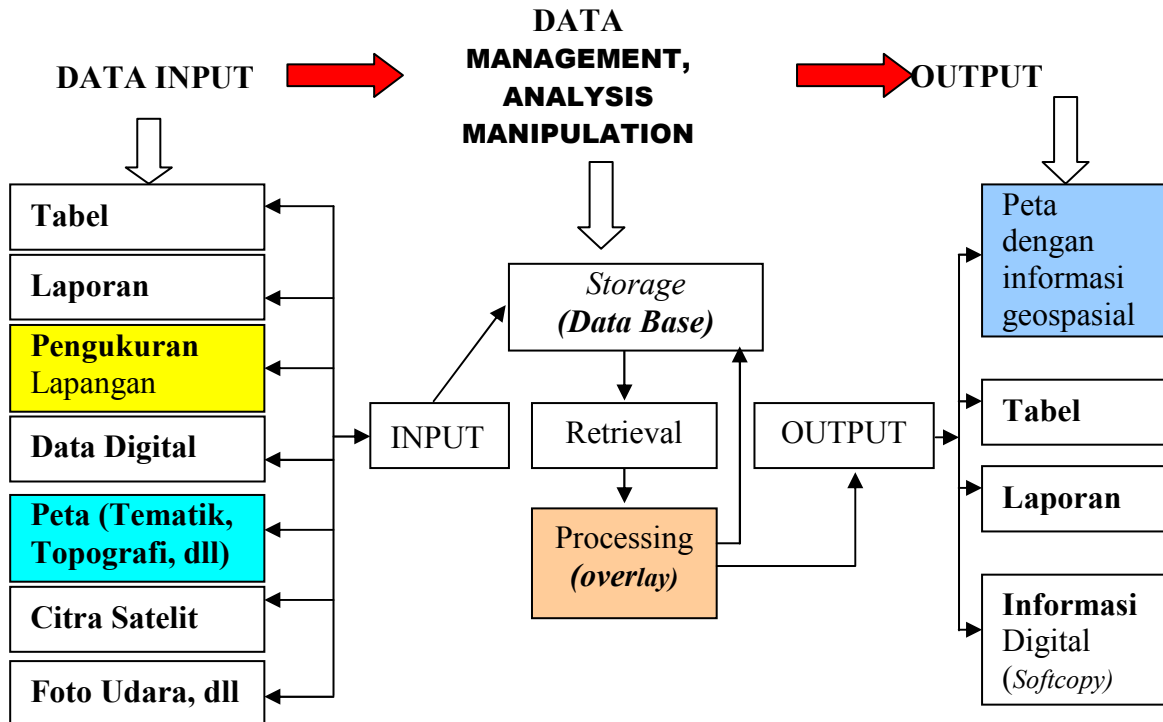 DATA INPUT
DATA
MANAGEMENT,
ANALYSIS
MANIPULATION
OUTPUT
Tabel
Laporan
Pengukuran
Lapangan
Data Digital
Peta (Tematik,
Topografi, dll)
Citra Satelit
Foto Udara, dll
INPUT
Storage
(Data Base)
Retrieval
Processing
(overlay)
OUTPUT
Peta
dengan
informasi
geospasial
Tabel
Laporan
Informasi
Digital
(Softcopy)